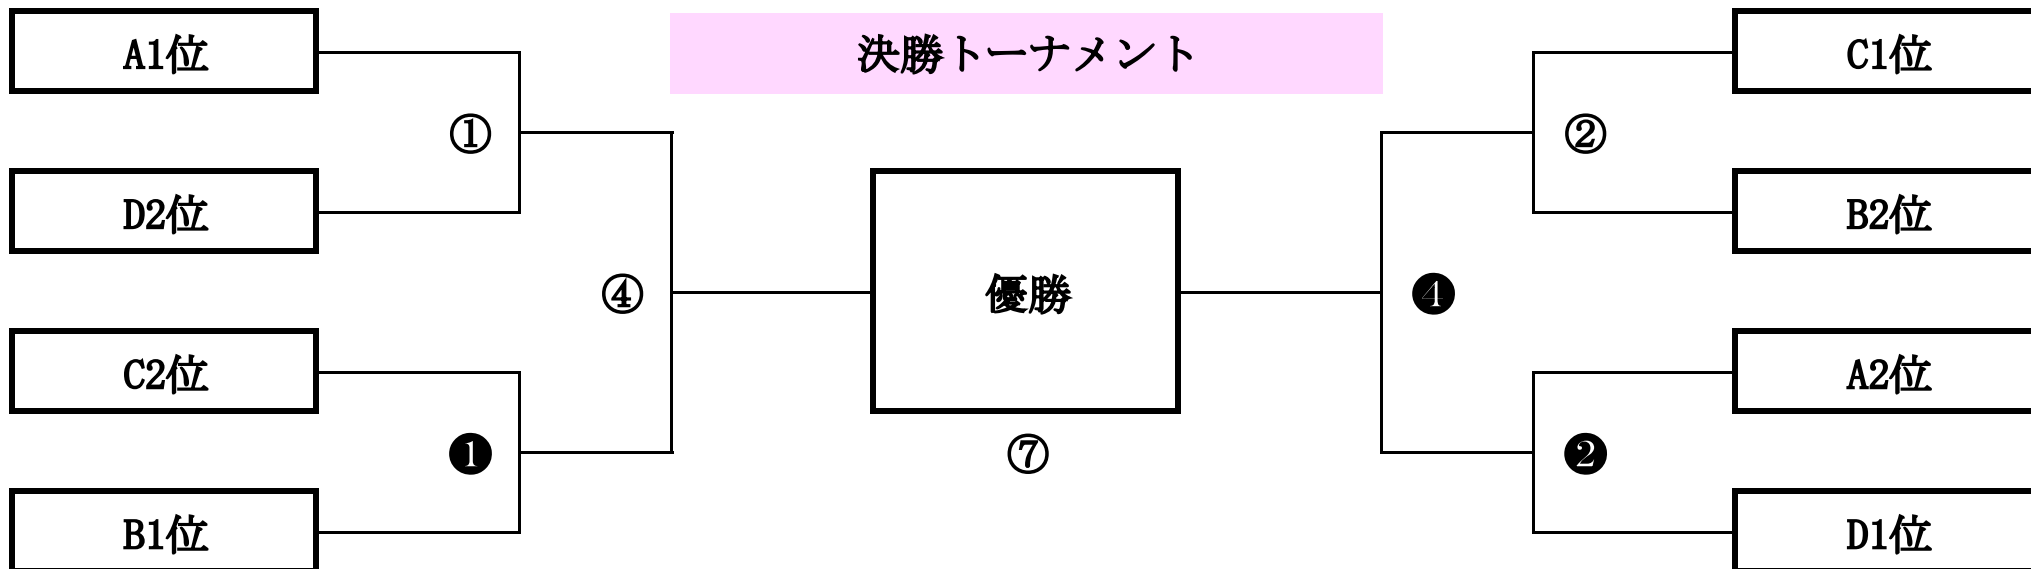 A1位
決勝トーナメント
C1位
①
②
D2位
B2位
④
優勝
❹
C2位
A2位
❶
⑦
❷
B1位
D1位